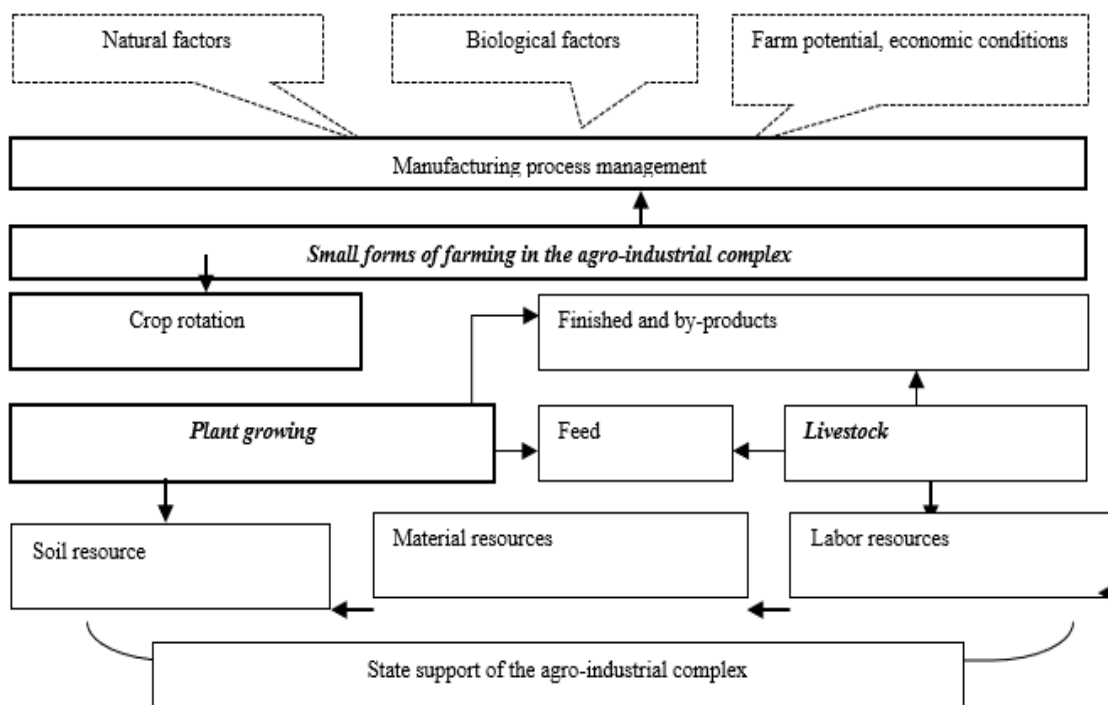 Natural factors
Biological factors
Farm potential, economic conditions
Manufacturing process management
Small forms of farming in the agro-industrial complex
Crop rotation
Finished and by-products
Plant growing
Feed
Livestock
Soil resource
Material resources
Labor resources
State support of the agro-industrial complex